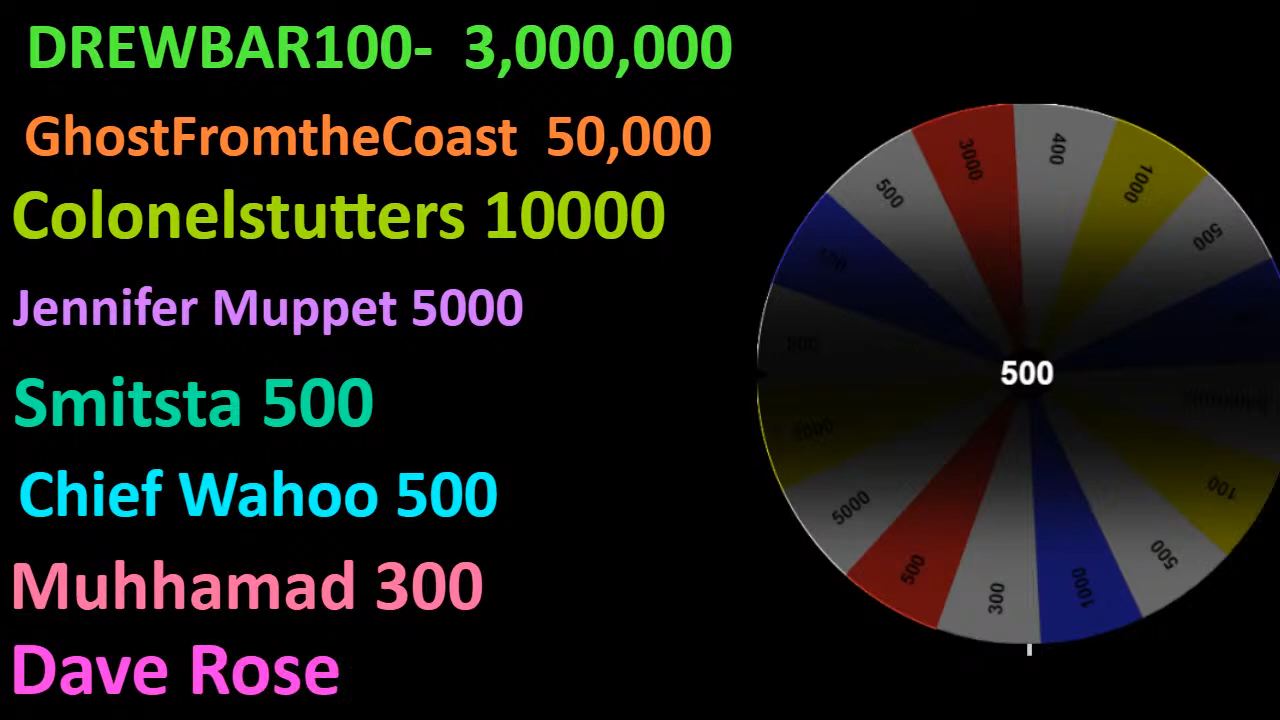 DREWBAR100-  3,000,000
GhostFromtheCoast  50,000
Colonelstutters 10000
Jennifer Muppet 5000
Smitsta 500
Chief Wahoo 500
Muhhamad 300
Dave Rose
400
1000
500
100
500
1000
300
500
5000
500
3000
500